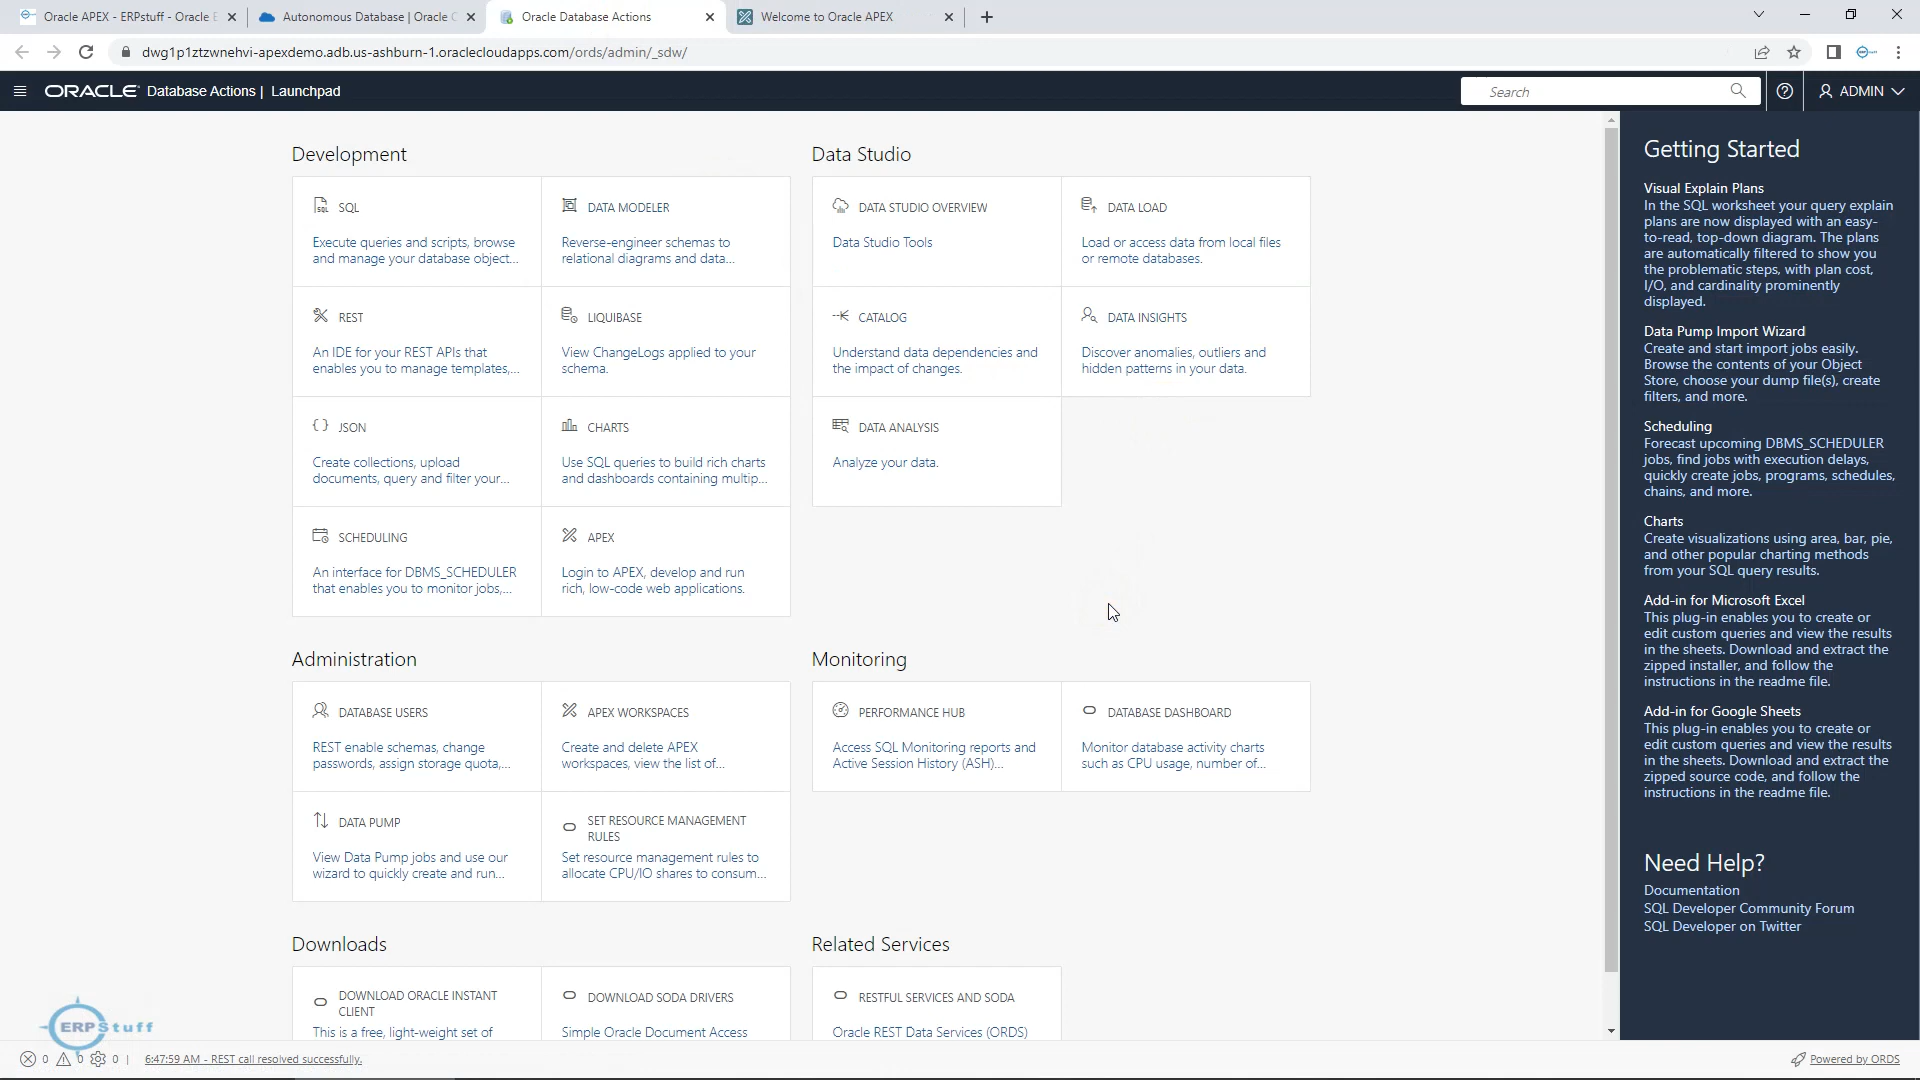 Oracle APEX - ERPstuff - Oracle E
Autonomous Database | Oracle C
Oracle Database Actions
Welcome to Oracle APEX
dwg1p1ztzwnehvi-apexdemo.adb.us-ashburn-1.oraclecloudapps.com/ords/admin/_sdw/
ORACLE Database Actions | Launchpad
Search
ADMIN
Development
SQL
Execute queries and scripts, browse
and manage your database object...
DATA MODELER
Reverse-engineer schemas to
relational diagrams and data...
REST
An IDE for your REST APIs that
enables you to manage templates,...
LIQUIBASE
View ChangeLogs applied to your
schema.
JSON
Create collections, upload
documents, query and filter your...
CHARTS
Use SQL queries to build rich charts
and dashboards containing multip...
SCHEDULING
An interface for DBMS_SCHEDULER
that enables you to monitor jobs,...
APEX
Login to APEX, develop and run
rich, low-code web applications.
Data Studio
DATA STUDIO OVERVIEW
Data Studio Tools
DATA LOAD
Load or access data from local files
or remote databases.
CATALOG
Understand data dependencies and
the impact of changes.
DATA INSIGHTS
Discover anomalies, outliers and
hidden patterns in your data.
DATA ANALYSIS
Analyze your data.
Administration
DATABASE USERS
REST enable schemas, change
passwords, assign storage quota,...
APEX WORKSPACES
Create and delete APEX
workspaces, view the list of...
DATA PUMP
View Data Pump jobs and use our
wizard to quickly create and run...
SET RESOURCE MANAGEMENT
RULES
Set resource management rules to
allocate CPU/IO shares to consum...
Monitoring
PERFORMANCE HUB
Access SQL Monitoring reports and
Active Session History (ASH)...
DATABASE DASHBOARD
Monitor database activity charts
such as CPU usage, number of...
Downloads
DOWNLOAD ORACLE INSTANT
CLIENT
This is a free, light-weight set of
DOWNLOAD SODA DRIVERS
Simple Oracle Document Access
Related Services
RESTFUL SERVICES AND SODA
Oracle REST Data Services (ORDS)
Getting Started
Visual Explain Plans
In the SQL worksheet your query explain
plans are now displayed with an easy-
to-read, top-down diagram. The plans
are automatically filtered to show you
the problematic steps, with plan cost,
I/O, and cardinality prominently
displayed.
Data Pump Import Wizard
Create and start import jobs easily.
Browse the contents of your Object
Store, choose your dump file(s), create
filters, and more.
Scheduling
Forecast upcoming DBMS_SCHEDULER
jobs, find jobs with execution delays,
quickly create jobs, programs, schedules,
chains, and more.
Charts
Create visualizations using area, bar, pie,
and other popular charting methods
from your SQL query results.
Add-in for Microsoft Excel
This plug-in enables you to create or
edit custom queries and view the results
in the sheets. Download and extract the
zipped installer, and follow the
instructions in the readme file.
Add-in for Google Sheets
This plug-in enables you to create or
edit custom queries and view the results
in the sheets. Download and extract the
zipped source code, and follow the
instructions in the readme file.
Need Help?
Documentation
SQL Developer Community Forum
SQL Developer on Twitter
ERPStuff
0 0 0 | 6:47:59 AM - REST call resolved successfully.
Powered by ORDS